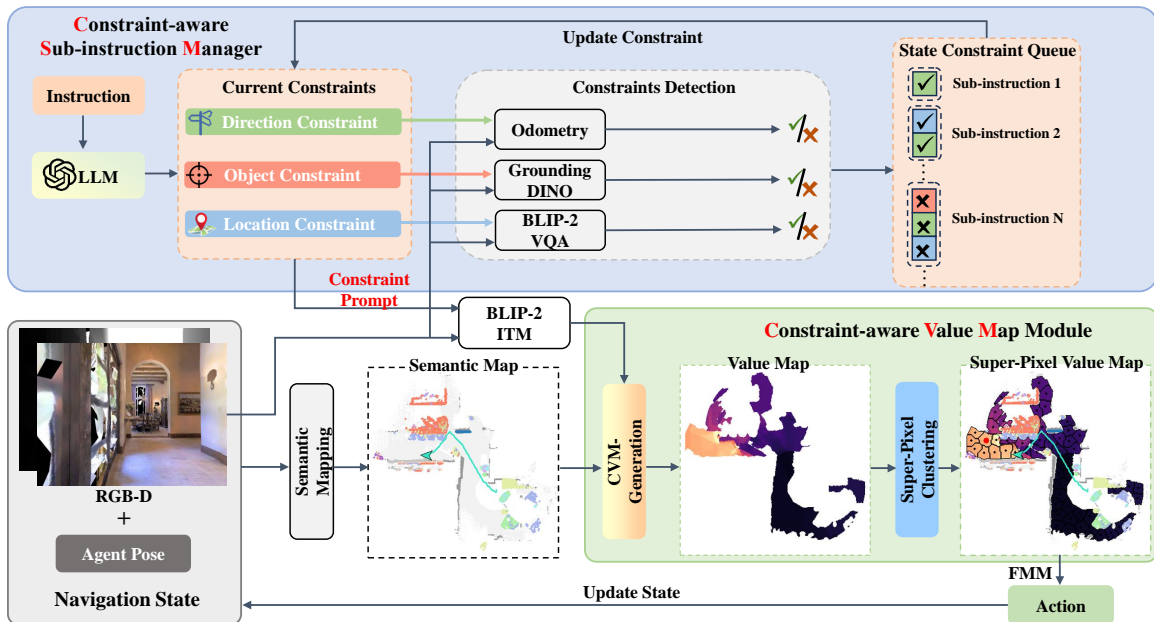 Constraint-aware
Sub-instruction Manager
Instruction
LLM
Current Constraints
Direction Constraint
Object Constraint
Location Constraint
Update Constraint
Constraints Detection
Odometry
Grounding
DINO
BLIP-2
VQA
State Constraint Queue
Sub-instruction 1
Sub-instruction 2
Sub-instruction N
Constraint
Prompt
BLIP-2
ITM
RGB-D
+
Agent Pose
Navigation State
Semantic
Mapping
Semantic Map
Constraint-aware Value Map Module
CVM-
Generation
Value Map
Super-Pixel
Clustering
Super-Pixel Value Map
FMM
Action
Update State